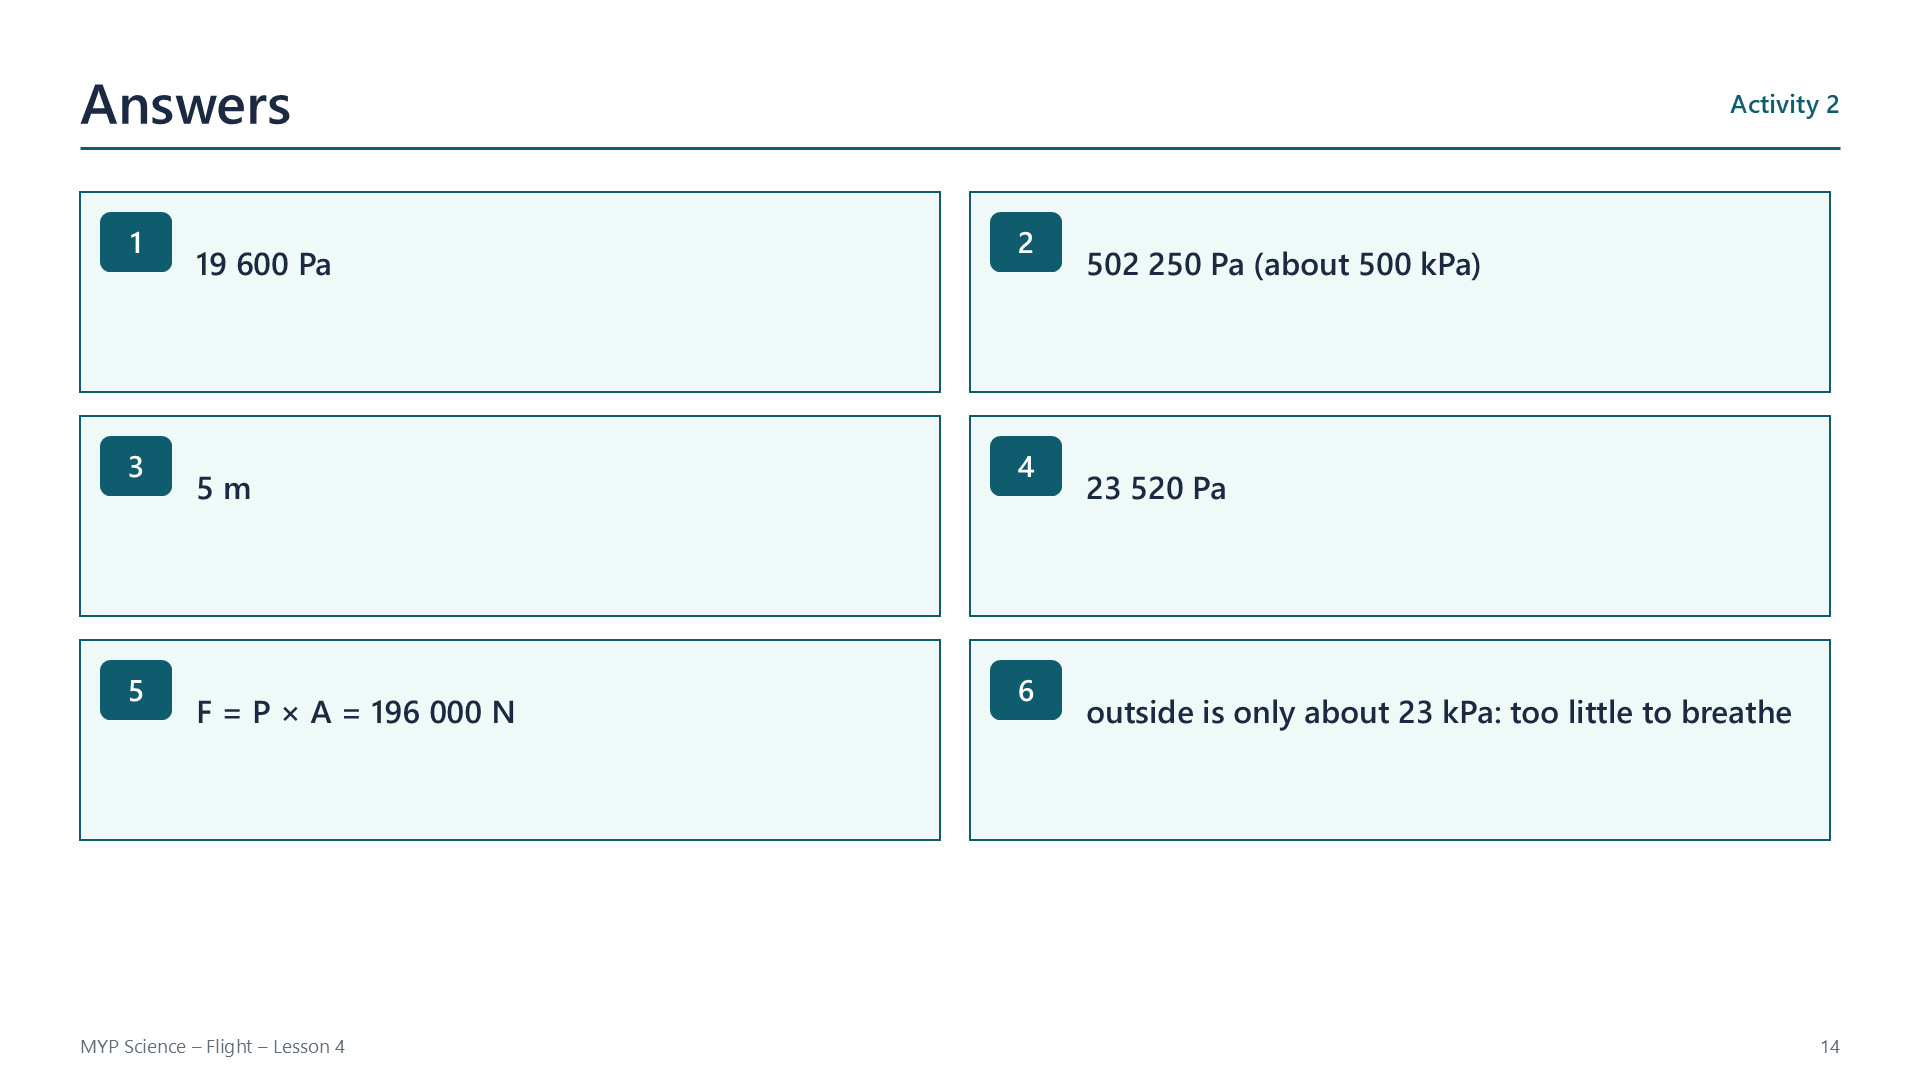 Answers
Activity 2
1
19 600 Pa
2
502 250 Pa (about 500 kPa)
3
5 m
4
23 520 Pa
5
F = P × A = 196 000 N
6
outside is only about 23 kPa: too little to breathe
MYP Science – Flight – Lesson 4
14